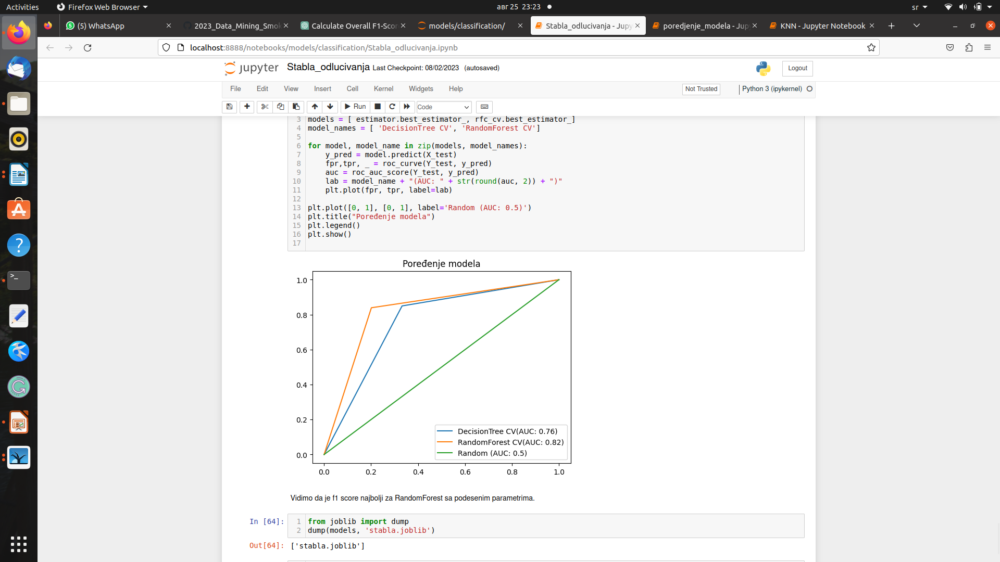 Activities
Firefox Web Browser
авг 25 23:23
sr
(5) WhatsApp
2023_Data_Mining_Smok
Calculate Overall F1-Scor
models/classification/
Stabla_odlucivanja - Jupy
poredjenje_modela - Jup
KNN - Jupyter Notebook
localhost:8888/notebooks/models/classification/Stabla_odlucivanja.ipynb
jupyter
Stabla_odlucivanja Last Checkpoint: 08/02/2023 (autosaved)
Logout
File Edit View Insert Cell Kernel Widgets Help
Not Trusted
Python 3 (ipykernel)
Run
Code
3 models = [ estimator.best_estimator_, rfc_cv.best_estimator_]
4 model_names = [ 'DecisionTree CV', 'RandomForest CV']
5
6 for model, model_name in zip(models, model_names):
7 y_pred = model.predict(X_test)
8 fpr,tpr, _ = roc_curve(Y_test, y_pred)
9 auc = roc_auc_score(Y_test, y_pred)
10 lab = model_name + "(AUC: " + str(round(auc, 2)) + ")"
11 plt.plot(fpr, tpr, label=lab)
12
13 plt.plot([0, 1], [0, 1], label='Random (AUC: 0.5)')
14 plt.title("Poređenje modela")
15 plt.legend()
16 plt.show()
17
Poređenje modela
1.0
0.8
0.6
0.4
0.2
0.0
DecisionTree CV(AUC: 0.76)
RandomForest CV(AUC: 0.82)
Random (AUC: 0.5)
0.0 0.2 0.4 0.6 0.8 1.0
Vidimo da je f1 score najbolji za RandomForest sa podesenim parametrima.
In [64]:
1 from joblib import dump
2 dump(models, 'stabla.joblib')
Out[64]: ['stabla.joblib']